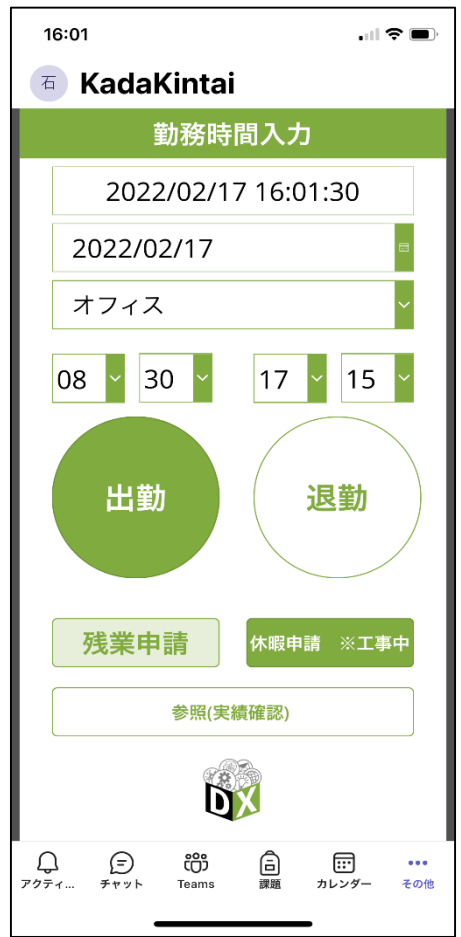 16:01
石 KadaKintai
勤務時間入力
2022/02/17 16:01:30
2022/02/17
オフィス
08 30 17 15
出勤 退勤
残業申請 休暇申請 ※工事中
参照(実績確認)
DX
アクティ... チャット Teams 課題 カレンダー その他